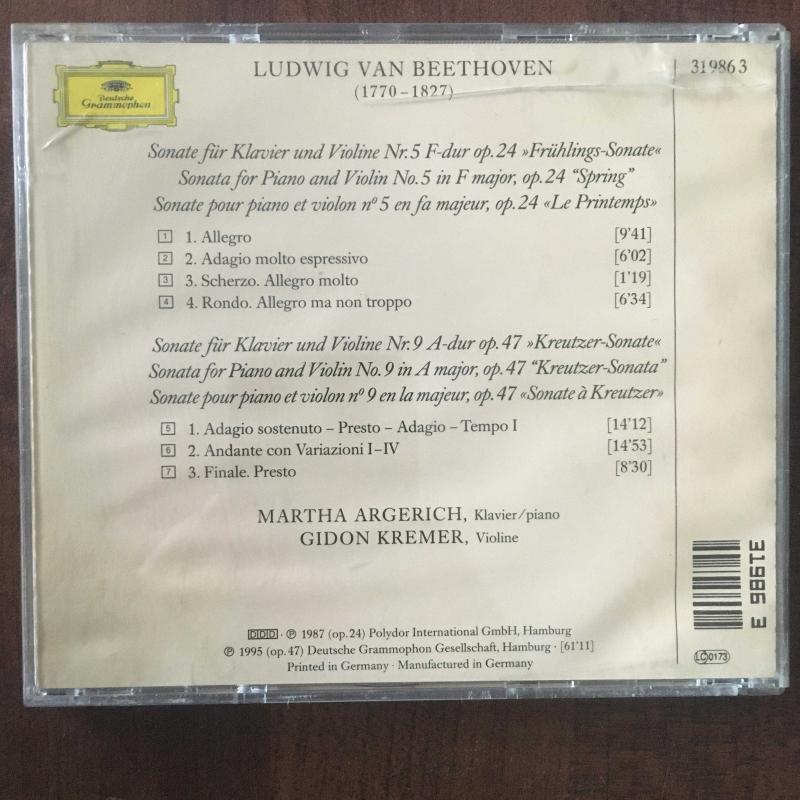 Deutsche
Grammophon
LUDWIG VAN BEETHOVEN
(1770–1827)
319 863
Sonate für Klavier und Violine Nr. 5 F-dur op. 24 »Frühlings-Sonate«
Sonata for Piano and Violin No. 5 in F major, op. 24 “Spring”
Sonate pour piano et violon nº 5 en fa majeur, op. 24 «Le Printemps»
1 1. Allegro [9’41]
2 2. Adagio molto espressivo [6’02]
3 3. Scherzo. Allegro molto [1’19]
4 4. Rondo. Allegro ma non troppo [6’34]
Sonate für Klavier und Violine Nr. 9 A-dur op. 47 »Kreutzer-Sonate«
Sonata for Piano and Violin No. 9 in A major, op. 47 “Kreutzer-Sonata”
Sonate pour piano et violon nº 9 en la majeur, op. 47 «Sonate à Kreutzer»
5 1. Adagio sostenuto – Presto – Adagio – Tempo I [14’12]
6 2. Andante con Variazioni I–IV [14’53]
7 3. Finale. Presto [8’30]
MARTHA ARGERICH, Klavier/piano
GIDON KREMER, Violine
DDD · ℗ 1987 (op. 24) Polydor International GmbH, Hamburg
℗ 1995 (op. 47) Deutsche Grammophon Gesellschaft, Hamburg · [61’11]
Printed in Germany · Manufactured in Germany
31986 3
LC 0173